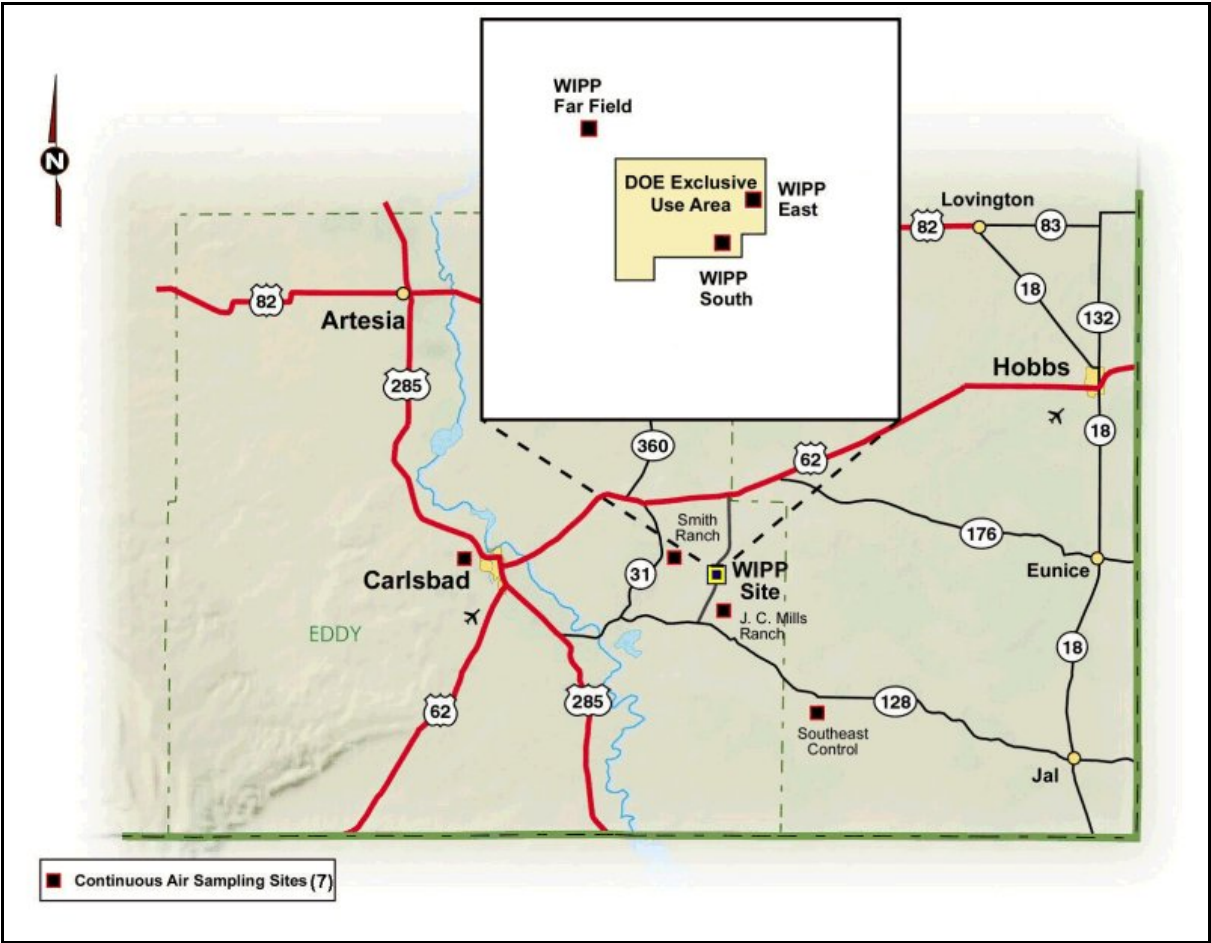 WIPP
Far Field
N
DOE Exclusive
Use Area
WIPP
East
WIPP
South
Lovington
82
83
18
132
82
Artesia
285
Hobbs
18
360
62
Smith
Ranch
176
Carlsbad
31
WIPP
Site
Eunice
J. C. Mills
Ranch
EDDY
18
62
285
128
Southeast
Control
Jal
Continuous Air Sampling Sites (7)